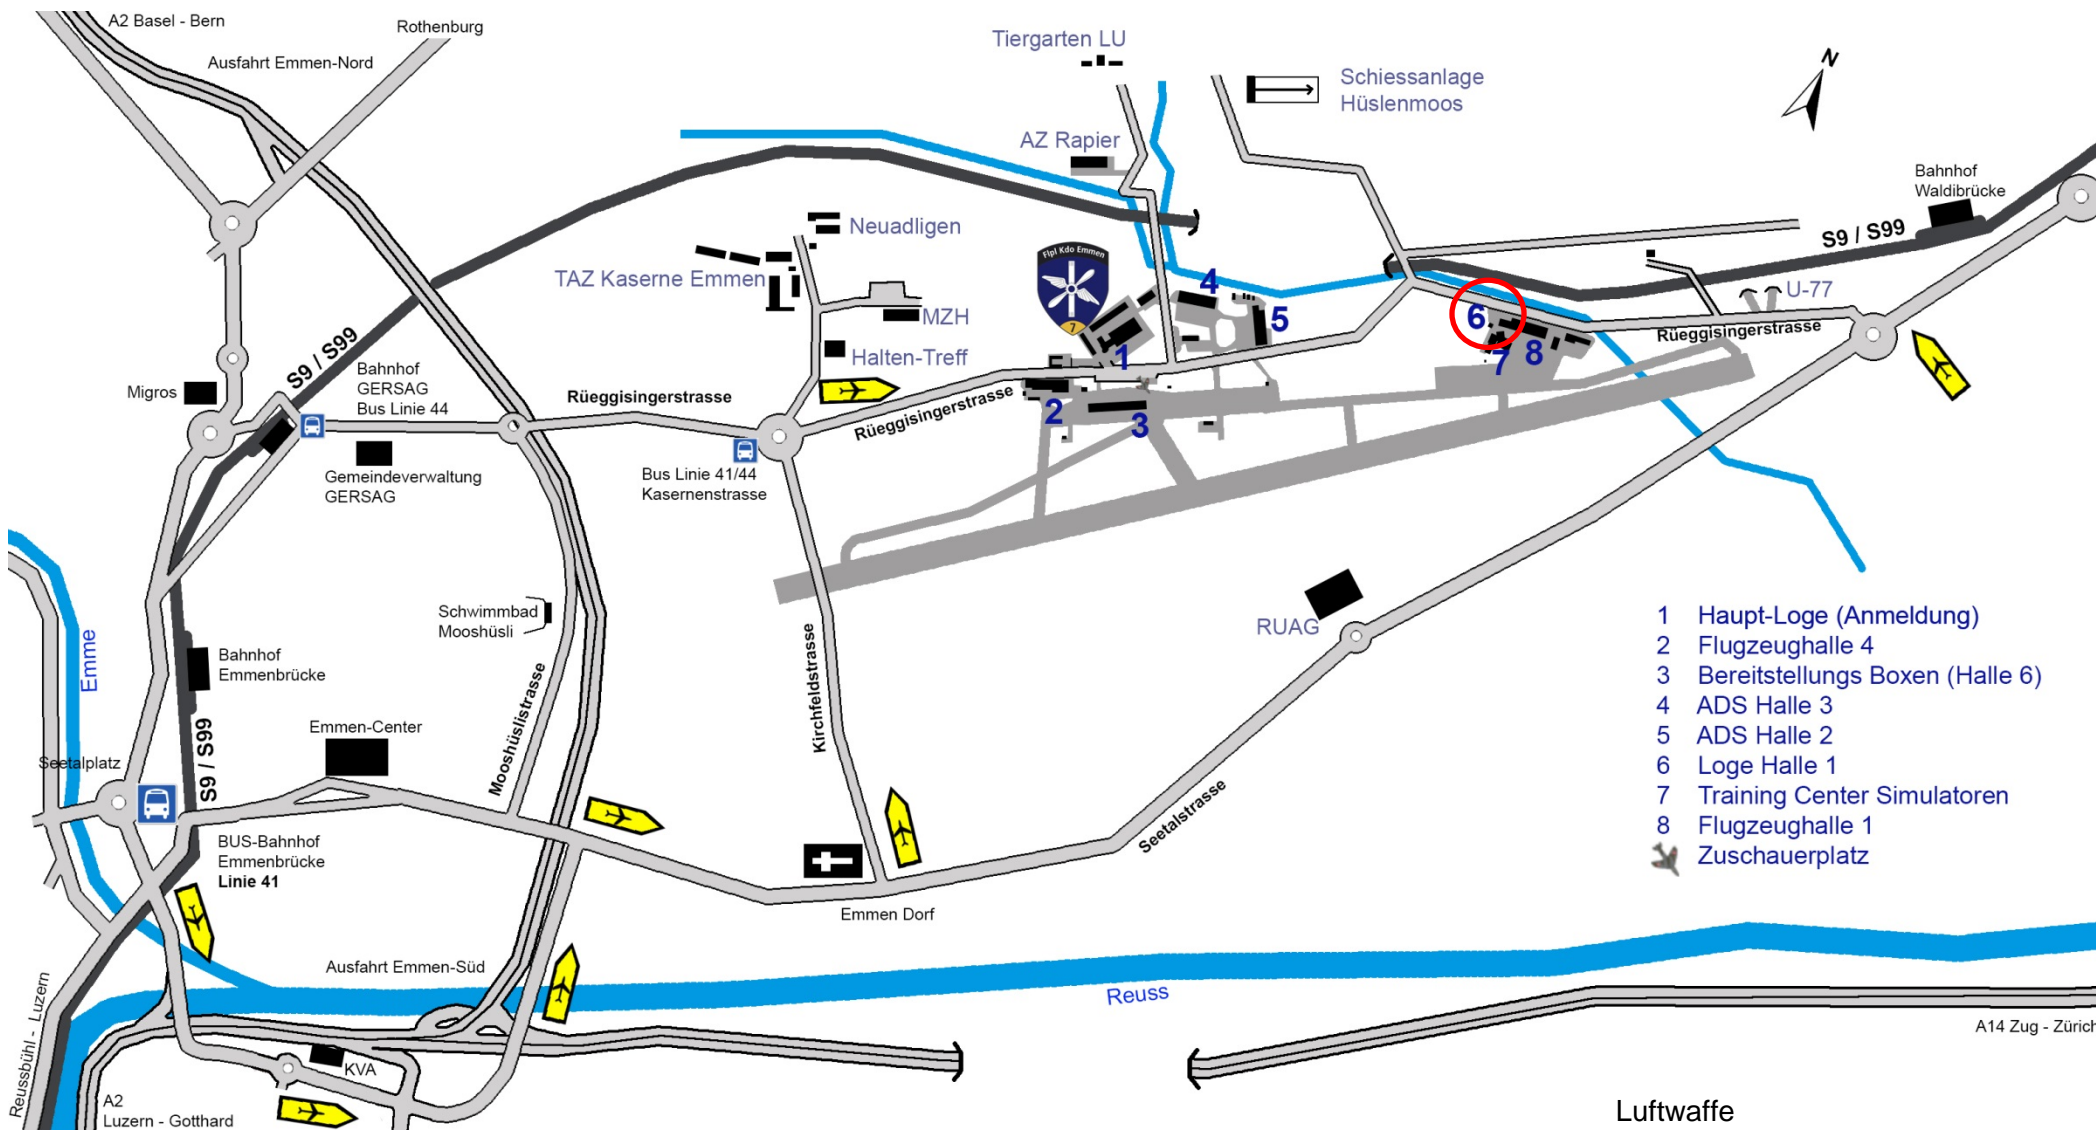 A2 Basel - Bern
Rothenburg
Ausfahrt Emmen-Nord
Tiergarten LU
Schiessanlage
Hüslenmoos
N
AZ Rapier
Bahnhof
Waldibrücke
S9 / S99
Neuadligen
TAZ Kaserne Emmen
Flpl Kdo Emmen
7
4
5
6
U-77
MZH
Halten-Treff
1
7
8
Rüeggisingerstrasse
S9 / S99
Bahnhof
GERSAG
Bus Linie 44
Migros
Rüeggisingerstrasse
Rüeggisingerstrasse
2
3
Gemeindeverwaltung
GERSAG
Bus Linie 41/44
Kasernenstrasse
Schwimmbad
Mooshüsli
RUAG
Emme
Bahnhof
Emmenbrücke
Mooshüslistrasse
Kirchfeldstrasse
Emmen-Center
S9 / S99
Seetalplatz
Seetalstrasse
BUS-Bahnhof
Emmenbrücke
Linie 41
Emmen Dorf
Ausfahrt Emmen-Süd
Reuss
Reussbühl - Luzern
KVA
A2
Luzern - Gotthard
A14 Zug - Zürich
1 Haupt-Loge (Anmeldung)
2 Flugzeughalle 4
3 Bereitstellungs Boxen (Halle 6)
4 ADS Halle 3
5 ADS Halle 2
6 Loge Halle 1
7 Training Center Simulatoren
8 Flugzeughalle 1
Zuschauerplatz
Luftwaffe